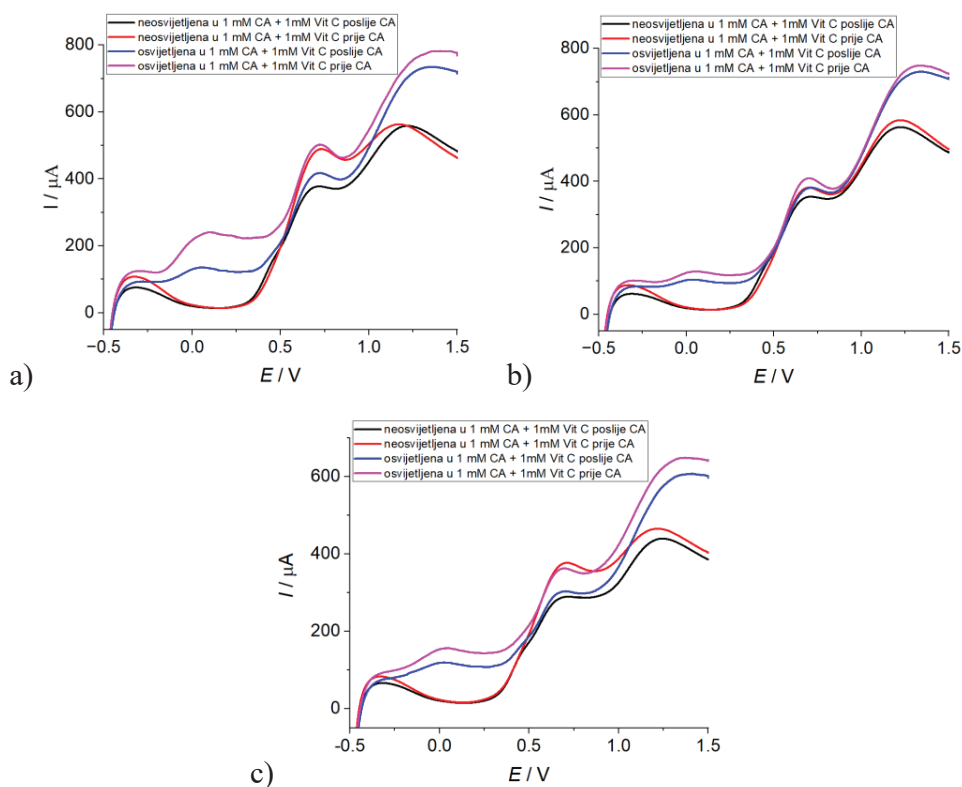 neosvijetljena u 1 mM CA + 1mM Vit C poslije CA
neosvijetljena u 1 mM CA + 1mM Vit C prije CA
osvijetljena u 1 mM CA + 1mM Vit C poslije CA
osvijetljena u 1 mM CA + 1mM Vit C prije CA
800
600
400
200
0
I / µA
−0.5 0.0 0.5 1.0 1.5
E / V
a)
neosvijetljena u 1 mM CA + 1mM Vit C poslije CA
neosvijetljena u 1 mM CA + 1mM Vit C prije CA
osvijetljena u 1 mM CA + 1mM Vit C poslije CA
osvijetljena u 1 mM CA + 1mM Vit C prije CA
800
600
400
200
0
I / µA
−0.5 0.0 0.5 1.0 1.5
E / V
b)
neosvijetljena u 1 mM CA + 1mM Vit C poslije CA
neosvijetljena u 1 mM CA + 1mM Vit C prije CA
osvijetljena u 1 mM CA + 1mM Vit C poslije CA
osvijetljena u 1 mM CA + 1mM Vit C prije CA
600
400
200
0
I / µA
-0.5 0.0 0.5 1.0 1.5
E / V
c)